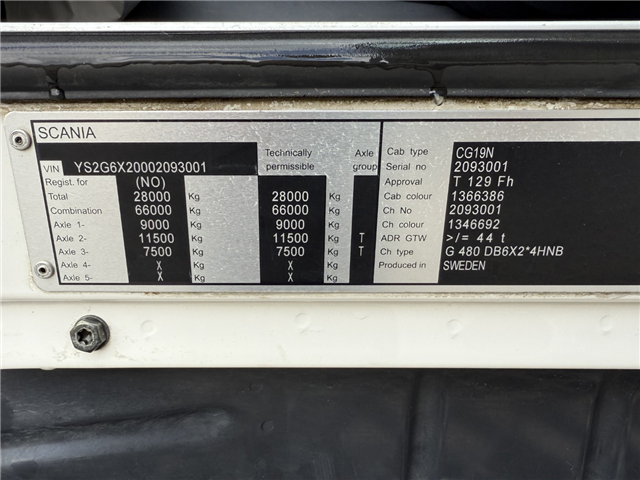 SCANIA
VIN YS2G6X20002093001 Technically permissible Axle group
Regist. for (NO)
Total 28000 Kg 28000 Kg
Combination 66000 Kg 66000 Kg
Axle 1- 9000 Kg 9000 Kg
Axle 2- 11500 Kg 11500 Kg T
Axle 3- 7500 Kg 7500 Kg T
Axle 4- X Kg X Kg
Axle 5- X Kg X Kg
Cab type CG19N
Serial no 2093001
Approval T 129 Fh
Cab colour 1366386
Ch No 2093001
Ch colour 1346692
ADR GTW >/= 44 t
Ch type G 480 DB6X2*4HNB
Produced in SWEDEN